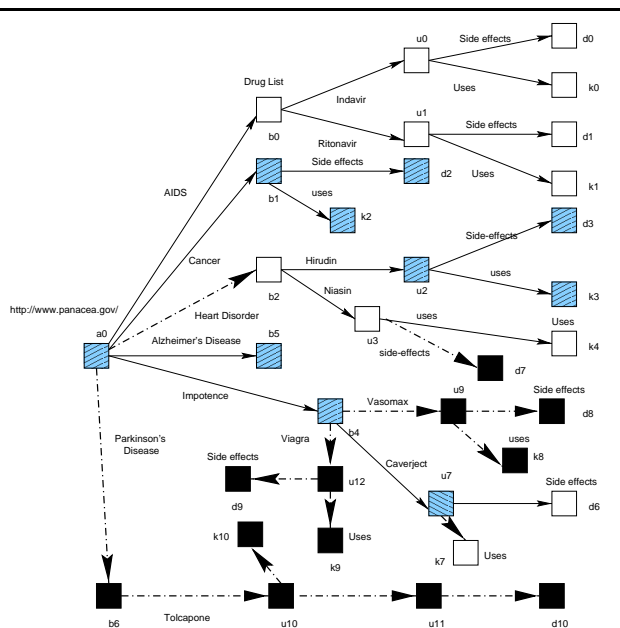 u0
Side effects
d0
Drug List
Indavir
Uses
k0
b0
u1
Side effects
d1
Ritonavir
Uses
k1
AIDS
Side effects
d2
b1
uses
k2
d3
Side-effects
Cancer
Hirudin
u2
uses
k3
b2
Niasin
http://www.panacea.gov/
Heart Disorder
uses
Uses
a0
b5
u3
k4
Alzheimer's Disease
side-effects
d7
Impotence
u9
Side effects
Vasomax
d8
b4
Parkinson's
Disease
Viagra
uses
k8
Side effects
Caverject
u7
Side effects
u12
d9
d6
k10
Uses
k9
k7
Uses
b6
Tolcapone
u10
u11
d10